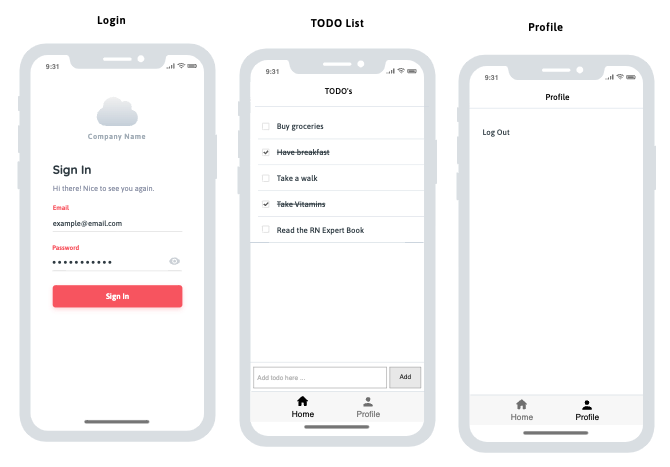 Login
9:31
Company Name
Sign In
Hi there! Nice to see you again.
Email
example@email.com
Password
Sign In
TODO List
9:31
TODO's
Buy groceries
Have breakfast
Take a walk
Take Vitamins
Read the RN Expert Book
Add todo here ...
Add
Home
Profile
Profile
9:31
Profile
Log Out
Home
Profile